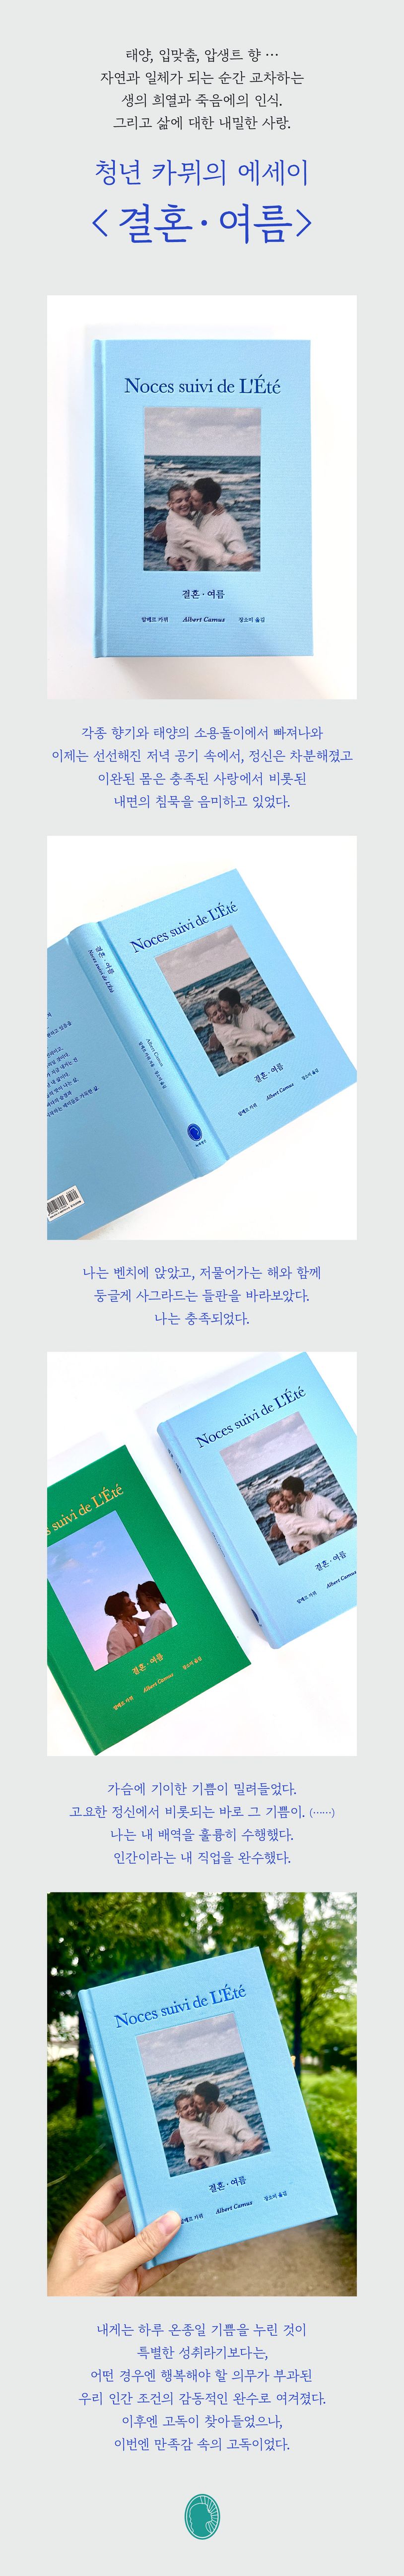 태양, 입맞춤, 압생트 향 …
자연과 일체가 되는 순간 교차하는
생의 희열과 죽음에의 인식.
그리고 삶에 대한 내밀한 사랑.
청년 카뮈의 에세이
<결혼·여름>
Noces suivi de L'Été
결혼·여름
알베르 카뮈 Albert Camus 장소미 옮김
각종 향기와 태양의 소용돌이에서 빠져나와
이제는 선선해진 저녁 공기 속에서, 정신은 차분해졌고
이완된 몸은 충족된 사랑에서 비롯된
내면의 침묵을 음미하고 있었다.
Noces suivi de L'Été
결혼·여름
Noces suivi de L'Été
Albert Camus
알베르 카뮈 지음·장소미 옮김
결혼·여름
알베르 카뮈 Albert Camus 장소미 옮김
나는 벤치에 앉았고, 저물어가는 해와 함께
둥글게 사그라드는 들판을 바라보았다.
나는 충족되었다.
Noces suivi de L'Été
결혼·여름
알베르 카뮈 Albert Camus
s suivi de L'Été
결혼·여름
알베르 카뮈 Albert Camus 장소미 옮김
가슴에 기이한 기쁨이 밀려들었다.
고요한 정신에서 비롯되는 바로 그 기쁨이. (……)
나는 내 배역을 훌륭히 수행했다.
인간이라는 내 직업을 완수했다.
Noces suivi de L'Été
결혼·여름
알베르 카뮈 Albert Camus 장소미 옮김
내게는 하루 온종일 기쁨을 누린 것이
특별한 성취라기보다는,
어떤 경우엔 행복해야 할 의무가 부과된
우리 인간 조건의 감동적인 완수로 여겨졌다.
이후엔 고독이 찾아들었으나,
이번엔 만족감 속의 고독이었다.